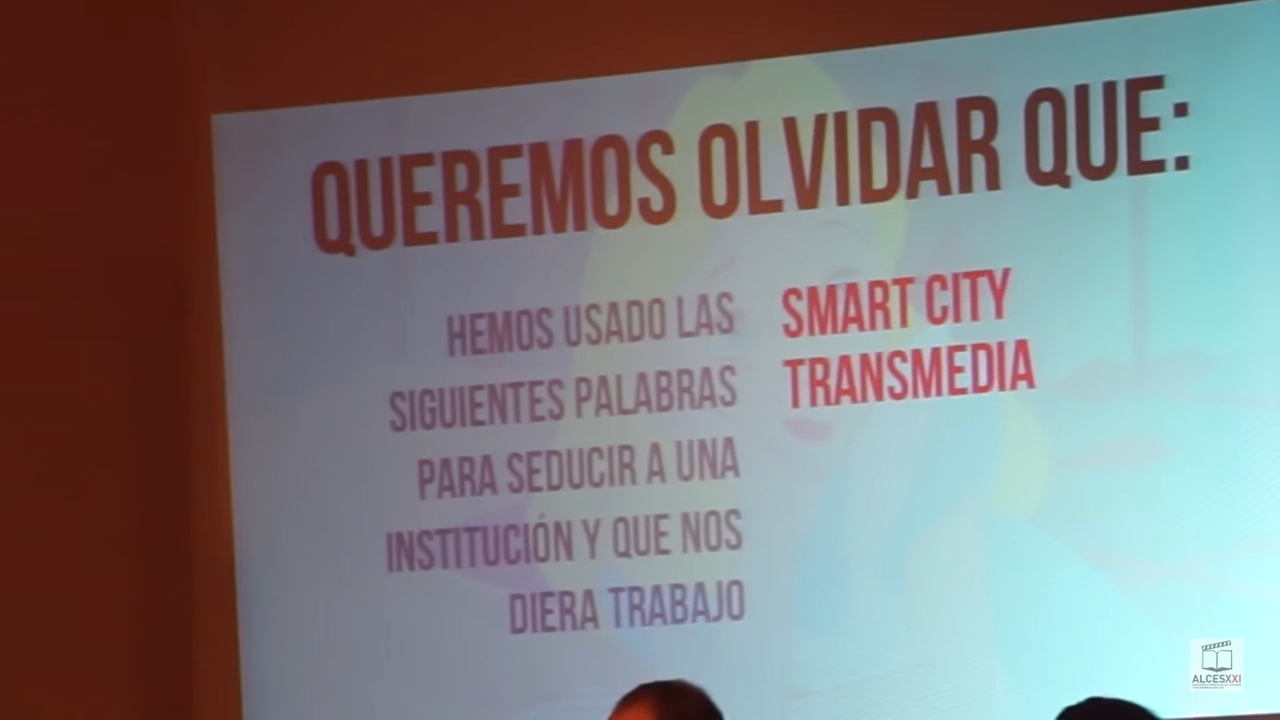 QUEREMOS OLVIDAR QUE:
HEMOS USADO LAS
SIGUIENTES PALABRAS
PARA SEDUCIR A UNA
INSTITUCIÓN Y QUE NOS
DIERA TRABAJO
SMART CITY
TRANSMEDIA
ALCESXXI